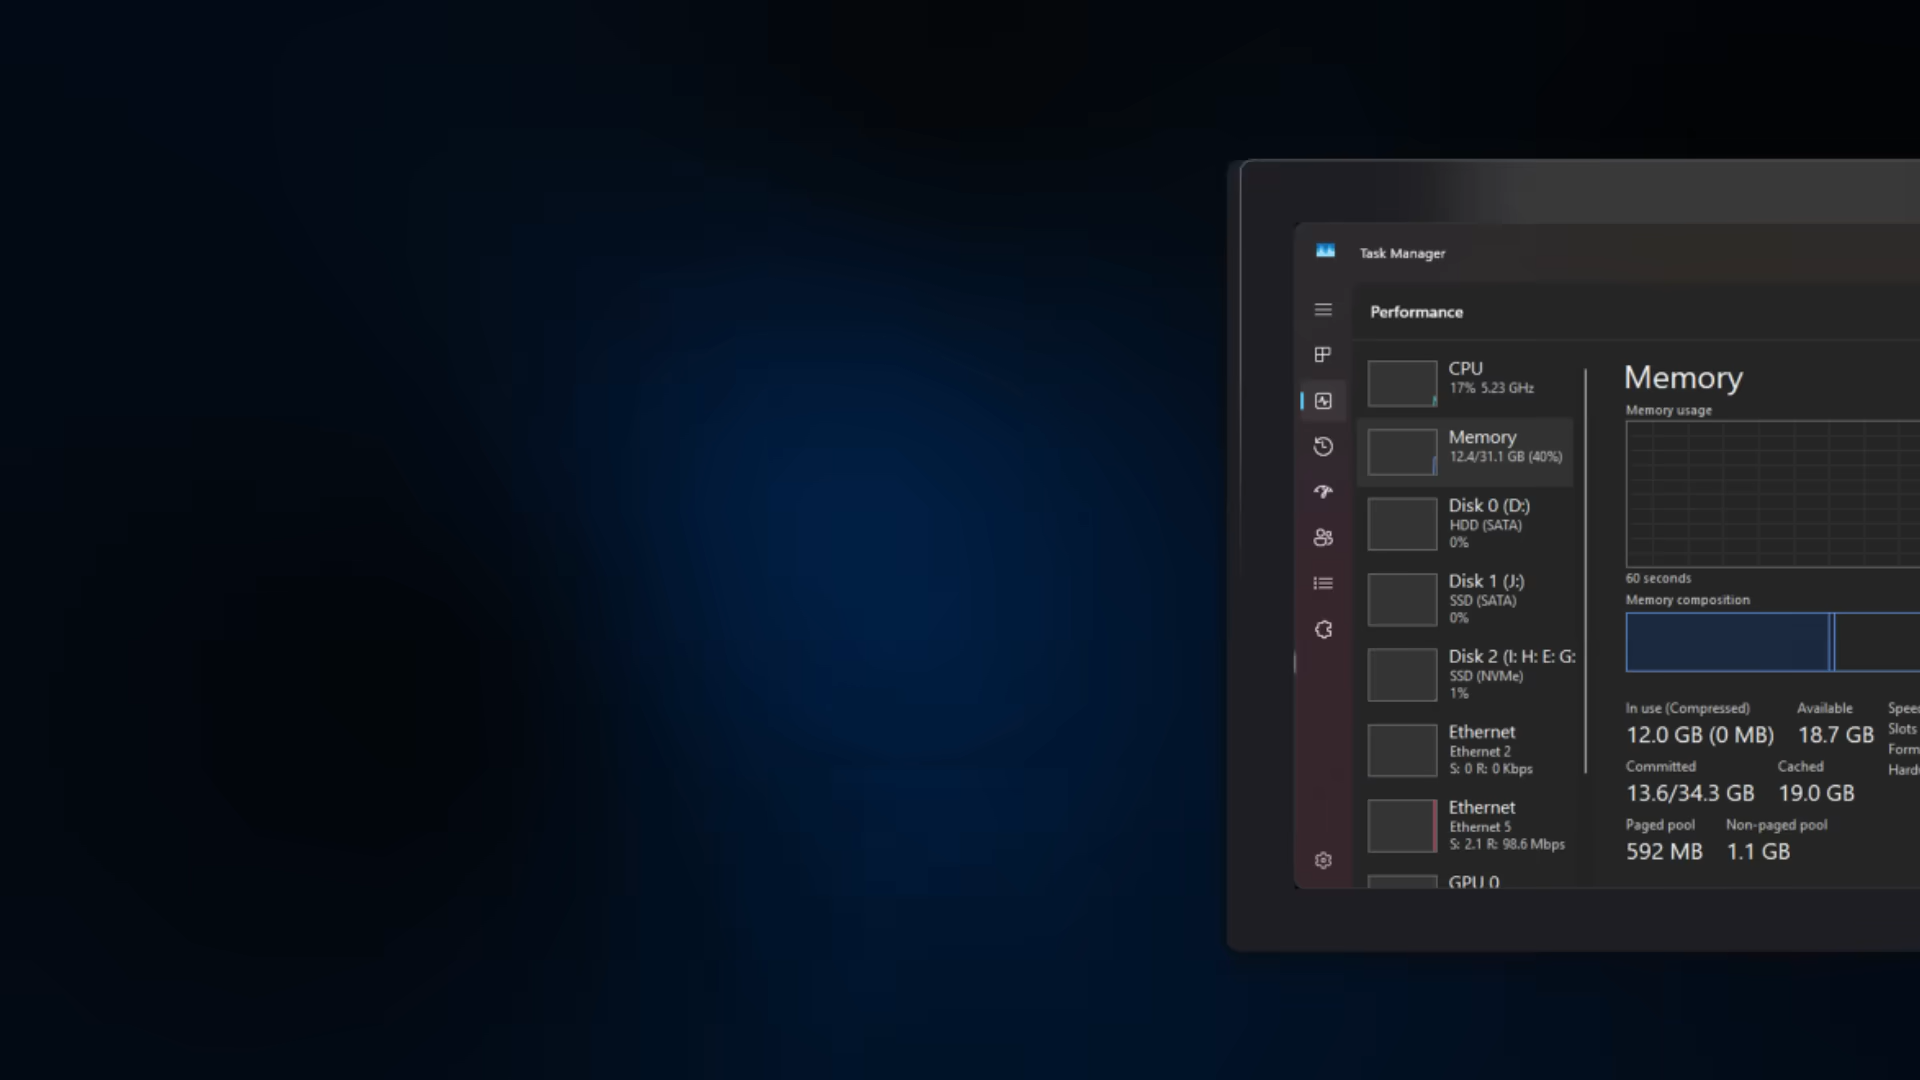 Task Manager
Performance
CPU
17% 5.23 GHz
Memory
12.4/31.1 GB (40%)
Disk 0 (D:)
HDD (SATA)
0%
Disk 1 (J:)
SSD (SATA)
0%
Disk 2 (I: H: E: G:
SSD (NVMe)
1%
Ethernet
Ethernet 2
S: 0 R: 0 Kbps
Ethernet
Ethernet 5
S: 2.1 R: 98.6 Mbps
GPU 0
Memory
Memory usage
60 seconds
Memory composition
In use (Compressed)
12.0 GB (0 MB)
Available
18.7 GB
Committed
13.6/34.3 GB
Cached
19.0 GB
Paged pool
592 MB
Non-paged pool
1.1 GB
Slots